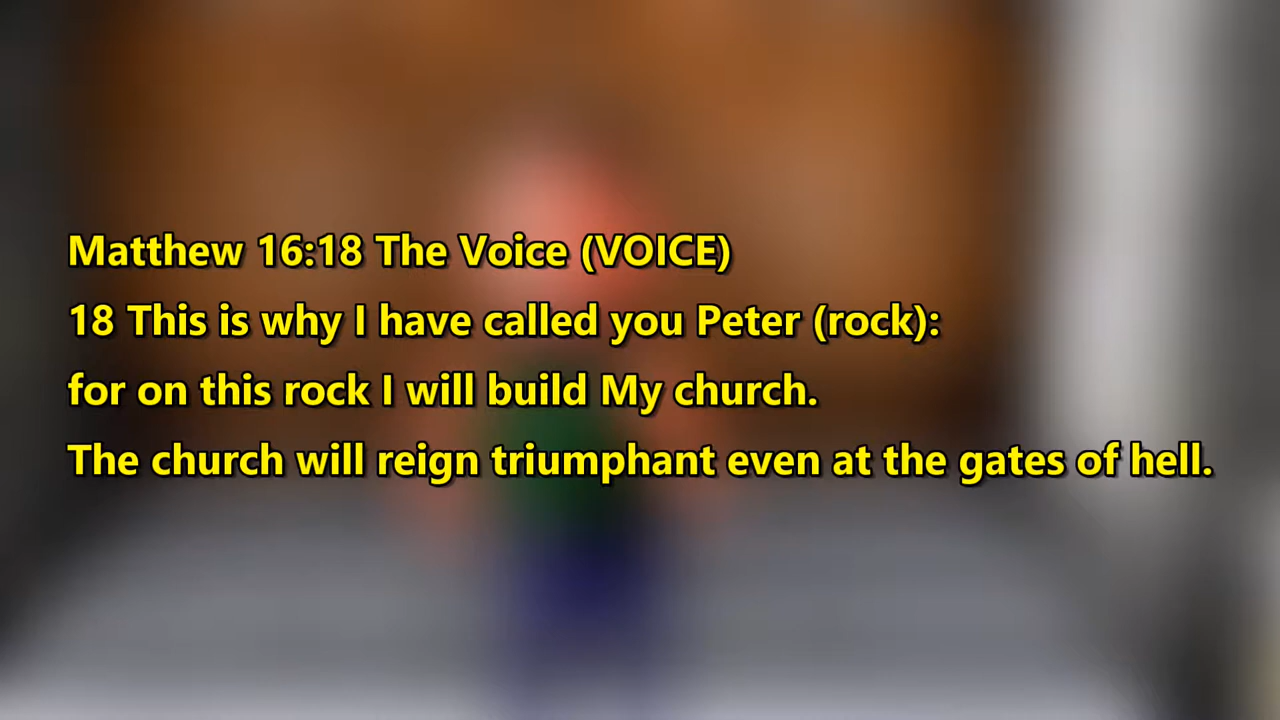 Matthew 16:18 The Voice (VOICE)
18 This is why I have called you Peter (rock):
for on this rock I will build My church.
The church will reign triumphant even at the gates of hell.